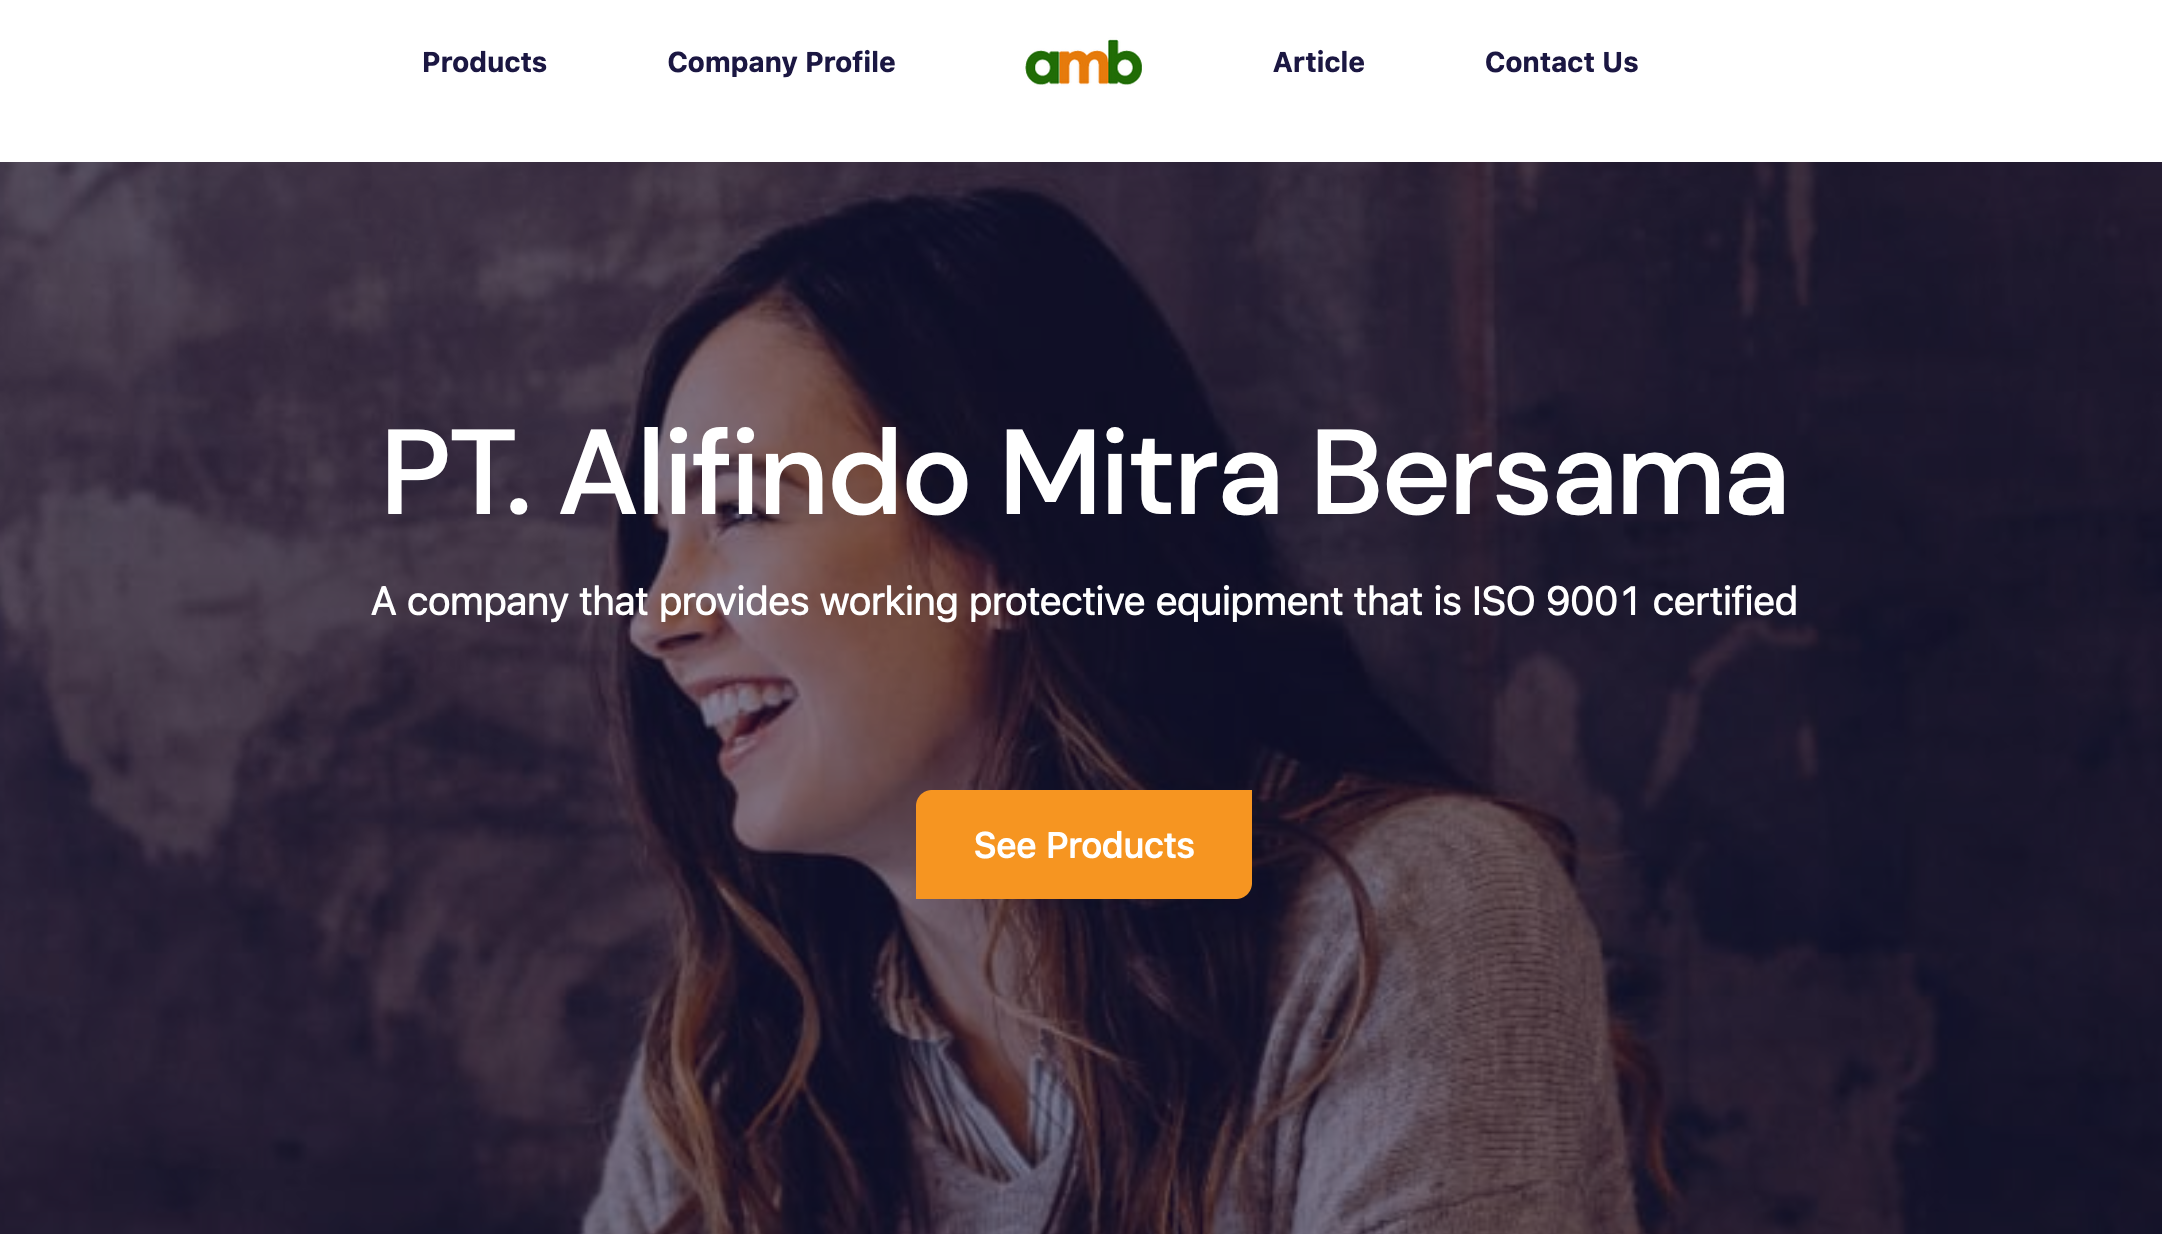 Products Company Profile amb Article Contact Us
PT. Alifindo Mitra Bersama
A company that provides working protective equipment that is ISO 9001 certified
See Products